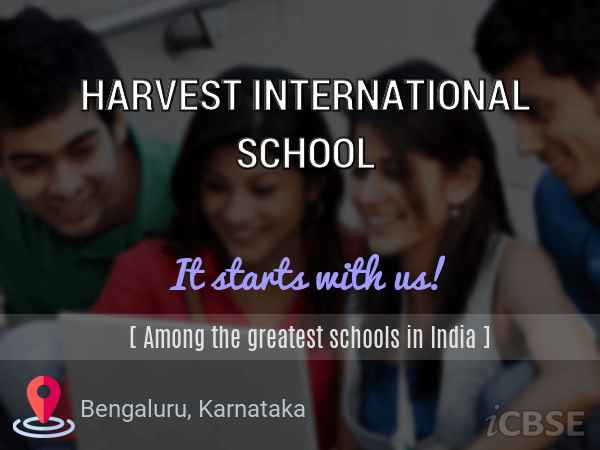 HARVEST INTERNATIONAL
SCHOOL
It starts with us!
[ Among the greatest schools in India ]
Bengaluru, Karnataka
iCBSE